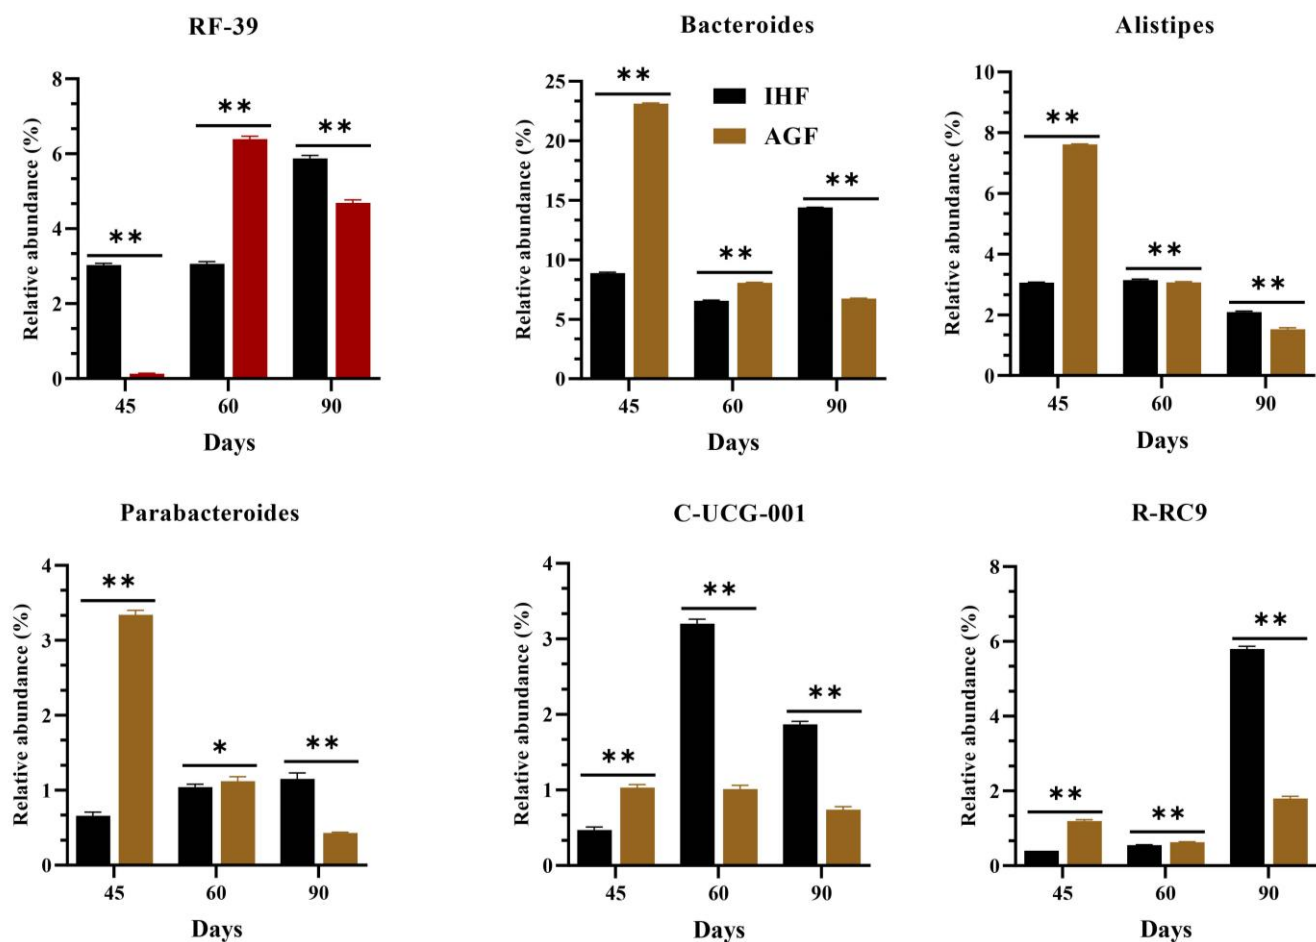 RF-39
Relative abundance (%)
8
6
4
2
0
**
**
**
45 60 90
Days
Bacteroides
Relative abundance (%)
25
20
15
10
5
0
**
**
**
IHF
AGF
45 60 90
Days
Alistipes
Relative abundance (%)
10
8
6
4
2
0
**
**
**
45 60 90
Days
Parabacteroides
Relative abundance (%)
4
3
2
1
0
**
*
**
45 60 90
Days
C-UCG-001
Relative abundance (%)
4
3
2
1
0
**
**
**
45 60 90
Days
R-RC9
Relative abundance (%)
8
6
4
2
0
**
**
**
45 60 90
Days